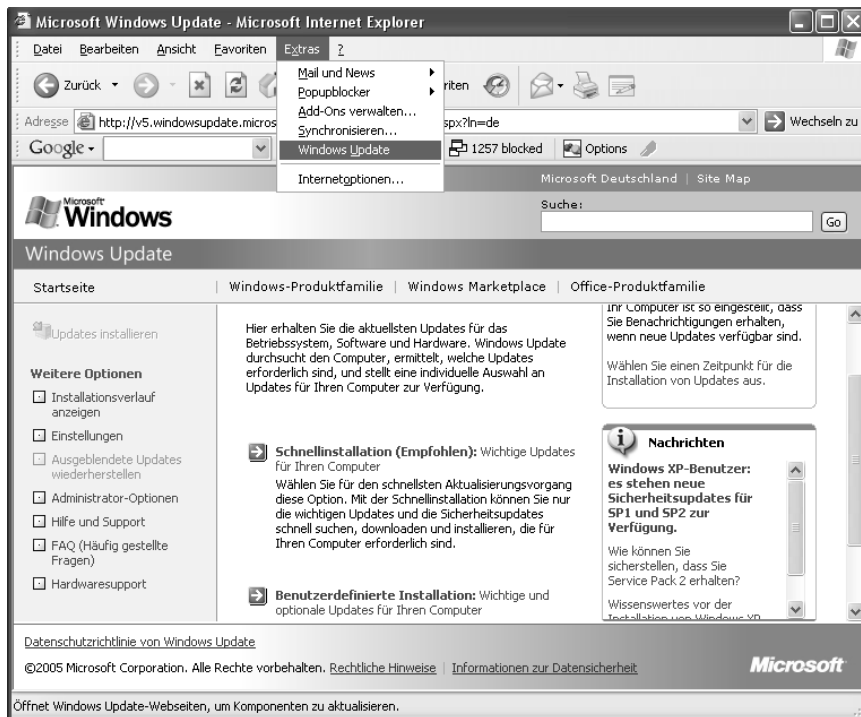 Microsoft Windows Update - Microsoft Internet Explorer
Datei Bearbeiten Ansicht Favoriten Extras ?
Zurück
Mail und News
Popupblocker
Add-Ons verwalten...
Synchronisieren...
Windows Update
Internetoptionen...
riten
Adresse http://v5.windowsupdate.micros
spx?ln=de
Wechseln zu
Google
1257 blocked
Options
Microsoft Deutschland | Site Map
Microsoft
Windows
Suche:
Go
Windows Update
Startseite | Windows-Produktfamilie | Windows Marketplace | Office-Produktfamilie
Updates installieren
Weitere Optionen
Installationsverlauf
anzeigen
Einstellungen
Ausgeblendete Updates
wiederherstellen
Administrator-Optionen
Hilfe und Support
FAQ (Häufig gestellte
Fragen)
Hardwaresupport
Hier erhalten Sie die aktuellsten Updates für das
Betriebssystem, Software und Hardware. Windows Update
durchsucht den Computer, ermittelt, welche Updates
erforderlich sind, und stellt eine individuelle Auswahl an
Updates für Ihren Computer zur Verfügung.
Schnellinstallation (Empfohlen): Wichtige Updates
für Ihren Computer
Wählen Sie für den schnellsten Aktualisierungsvorgang
diese Option. Mit der Schnellinstallation können Sie nur
die wichtigen Updates und die Sicherheitsupdates
schnell suchen, downloaden und installieren, die für
Ihren Computer erforderlich sind.
Benutzerdefinierte Installation: Wichtige und
optionale Updates für Ihren Computer
Ihr Computer ist so eingestellt, dass
Sie Benachrichtigungen erhalten,
wenn neue Updates verfügbar sind.
Wählen Sie einen Zeitpunkt für die
Installation von Updates aus.
Nachrichten
Windows XP-Benutzer:
es stehen neue
Sicherheitsupdates für
SP1 und SP2 zur
Verfügung.
Wie können Sie
sicherstellen, dass Sie
Service Pack 2 erhalten?
Wissenswertes vor der
Installation von Windows XP
Datenschutzrichtlinie von Windows Update
©2005 Microsoft Corporation. Alle Rechte vorbehalten. Rechtliche Hinweise | Informationen zur Datensicherheit
Microsoft
Öffnet Windows Update-Webseiten, um Komponenten zu aktualisieren.